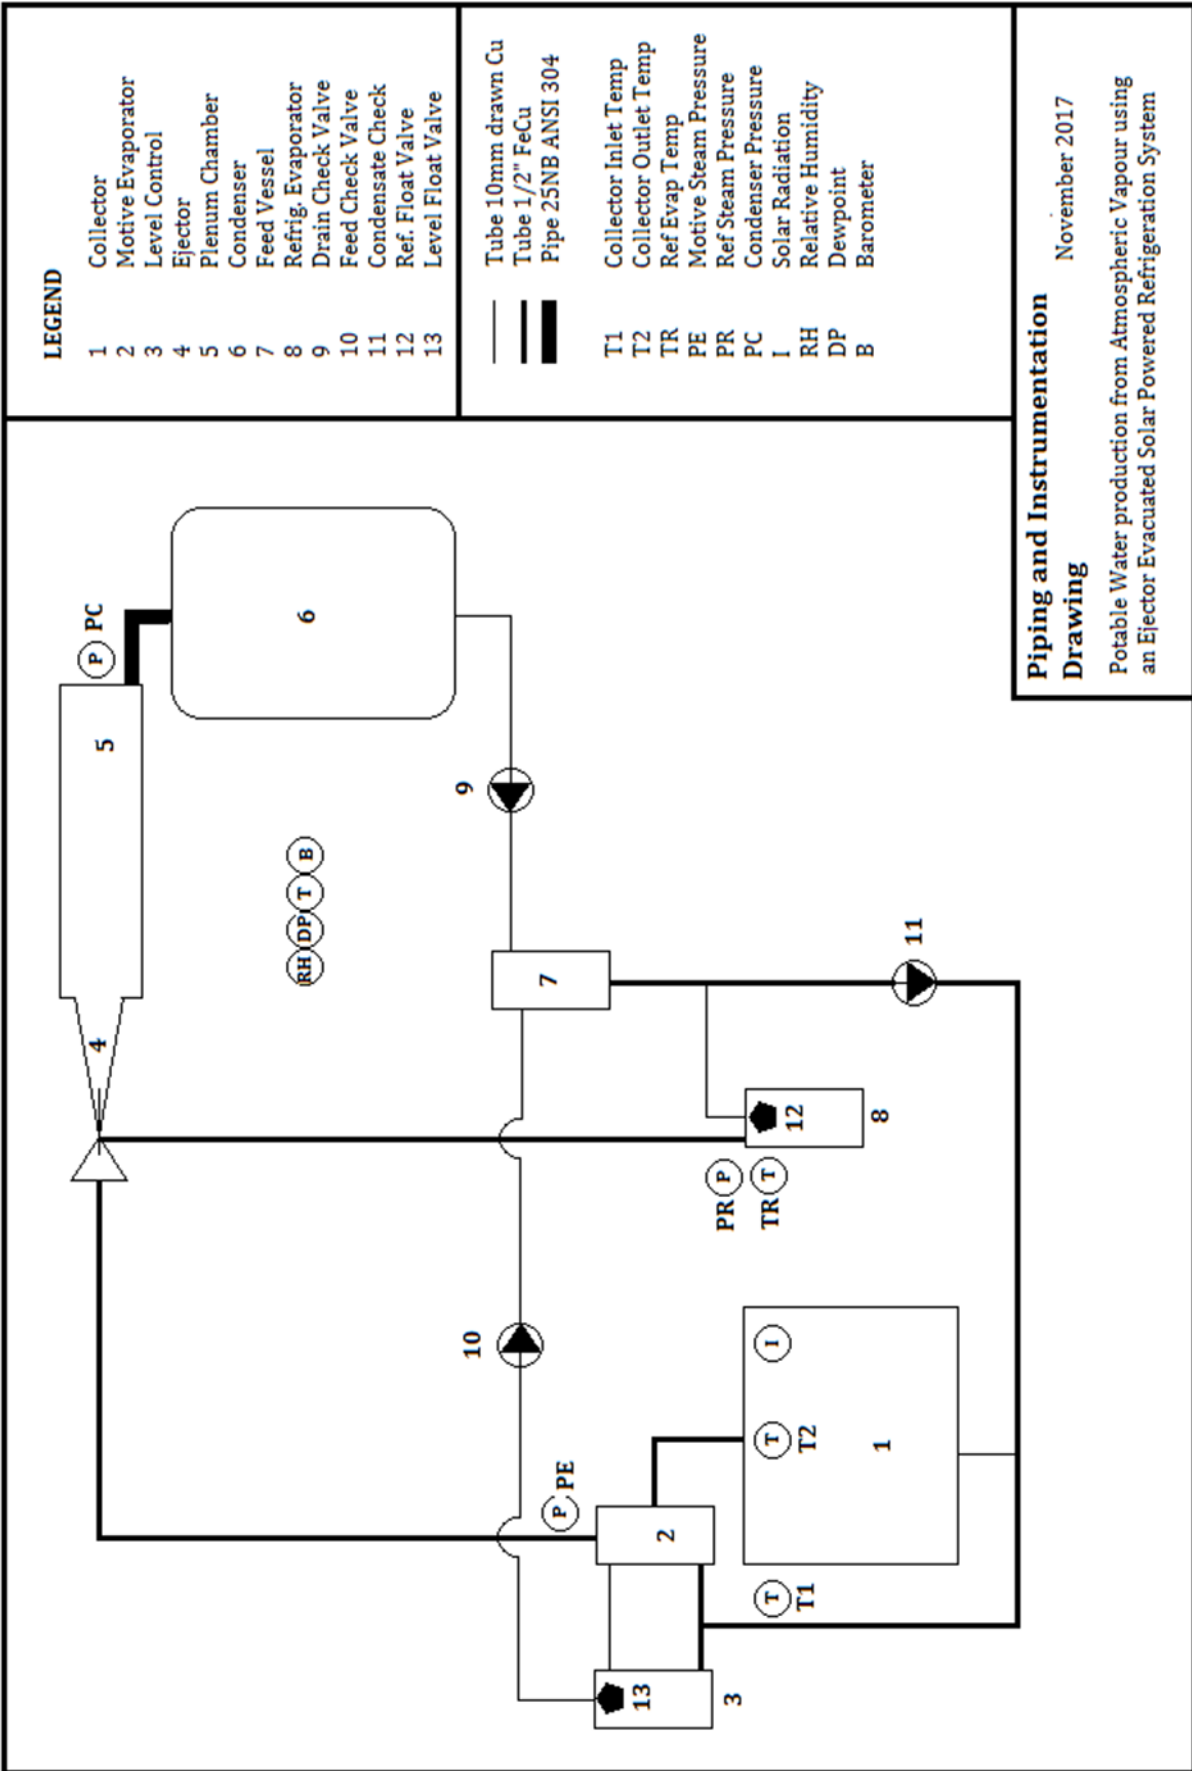 LEGEND
1 Collector
2 Motive Evaporator
3 Level Control
4 Ejector
5 Plenum Chamber
6 Condenser
7 Feed Vessel
8 Refrig. Evaporator
9 Drain Check Valve
10 Feed Check Valve
11 Condensate Check
12 Ref. Float Valve
13 Level Float Valve
Tube 10mm drawn Cu
Tube 1/2" FeCu
Pipe 25NB ANSI 304
T1 Collector Inlet Temp
T2 Collector Outlet Temp
TR Ref Evap Temp
PE Motive Steam Pressure
PR Ref Steam Pressure
PC Condenser Pressure
I Solar Radiation
RH Relative Humidity
DP Dewpoint
B Barometer
Piping and Instrumentation
Drawing
November 2017
Potable Water production from Atmospheric Vapour using
an Ejector Evacuated Solar Powered Refrigeration System
4
5
P PC
6
RH DP T B
9
10
7
P PE
2
13
3
T T1
T T2
I
1
PR P
TR T
12
8
11